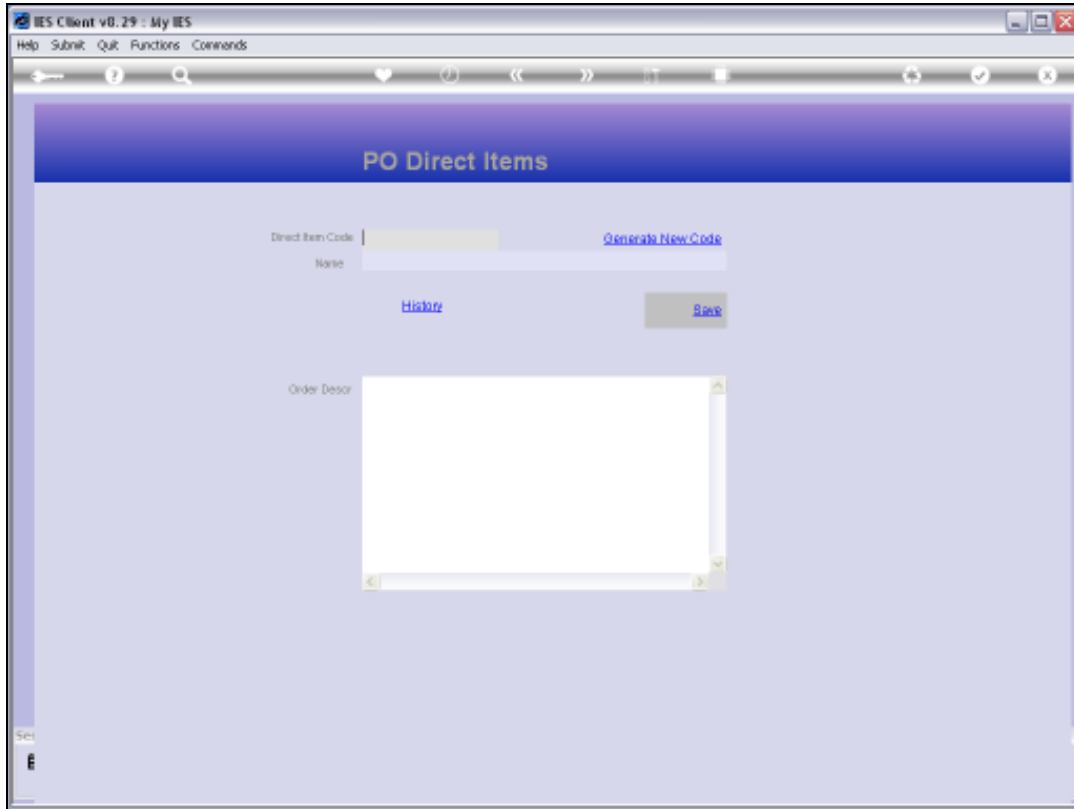 IES Client v8.29 : My IES
Help Submit Quit Functions Commands
PO Direct Items
Direct Item Code
Generate New Code
Name
History
Save
Order Descr
Ses